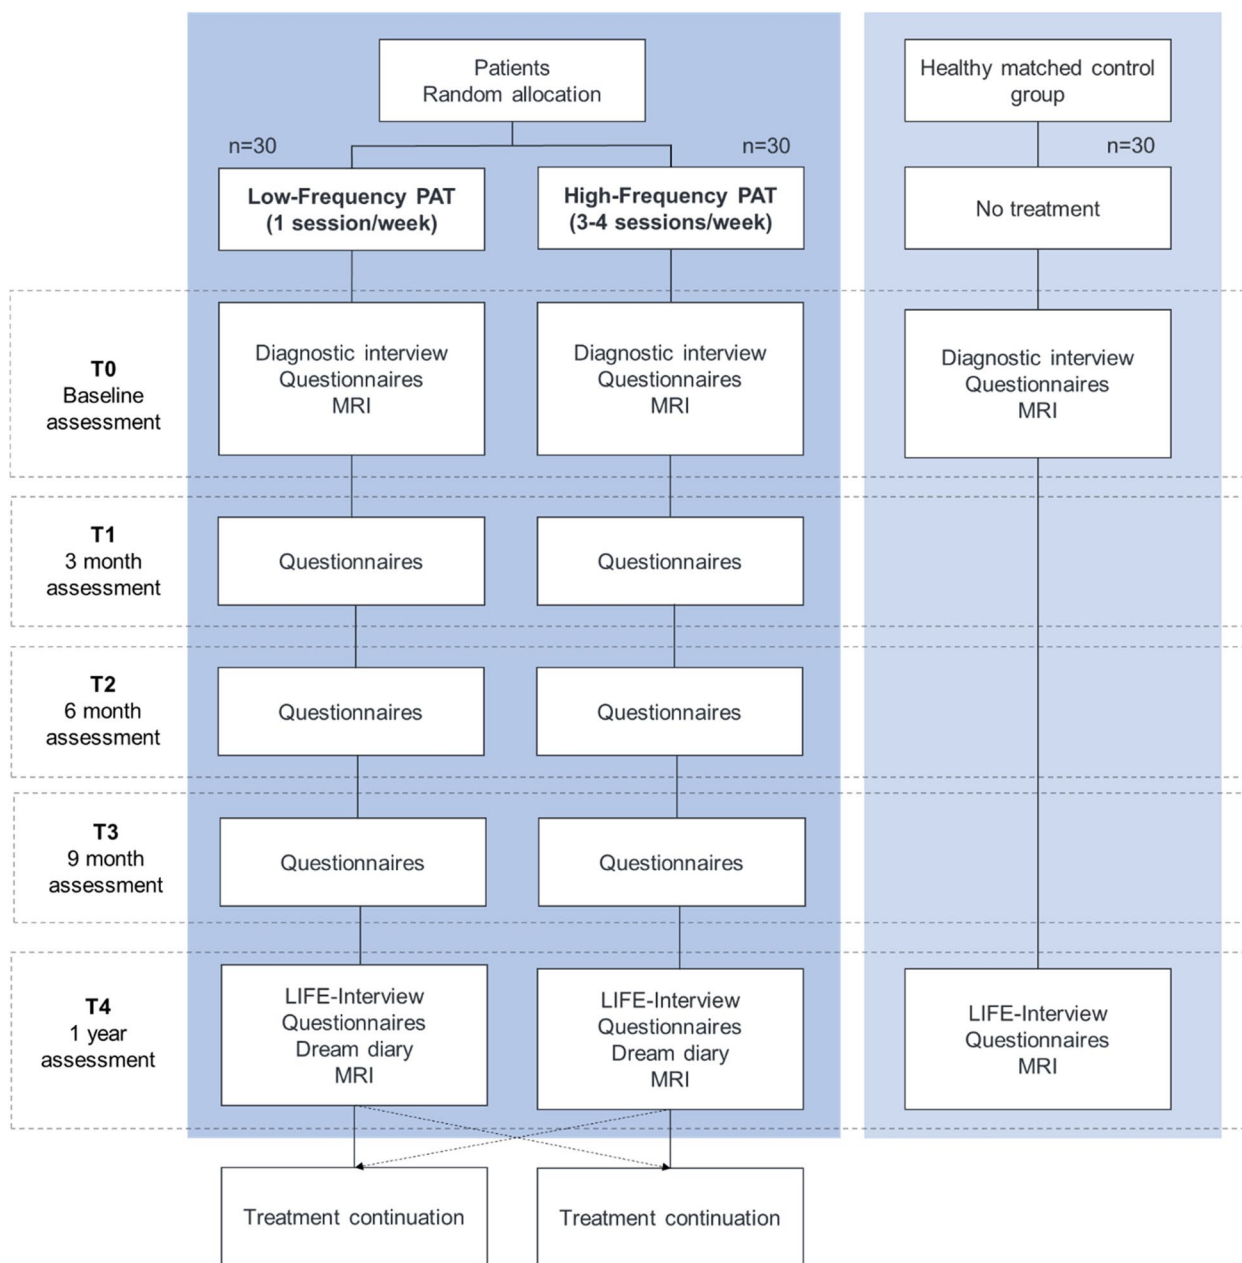 Patients
Random allocation
Healthy matched control
group
n=30
n=30
n=30
Low-Frequency PAT
(1 session/week)
High-Frequency PAT
(3-4 sessions/week)
No treatment
T0
Baseline
assessment
Diagnostic interview
Questionnaires
MRI
Diagnostic interview
Questionnaires
MRI
Diagnostic interview
Questionnaires
MRI
T1
3 month
assessment
Questionnaires
Questionnaires
T2
6 month
assessment
Questionnaires
Questionnaires
T3
9 month
assessment
Questionnaires
Questionnaires
T4
1 year
assessment
LIFE-Interview
Questionnaires
Dream diary
MRI
LIFE-Interview
Questionnaires
Dream diary
MRI
LIFE-Interview
Questionnaires
MRI
Treatment continuation
Treatment continuation